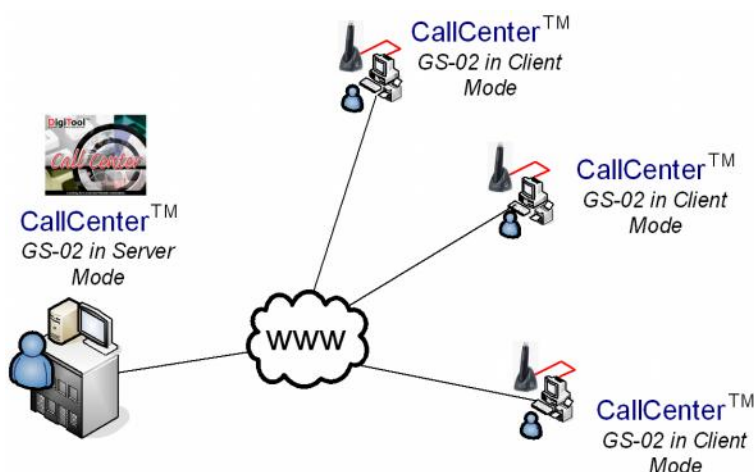 CallCenter™
GS-02 in Client
Mode
DigiTool™
Call Center
CallCenter™
GS-02 in Server
Mode
CallCenter™
GS-02 in Client
Mode
WWW
CallCenter™
GS-02 in Client
Mode